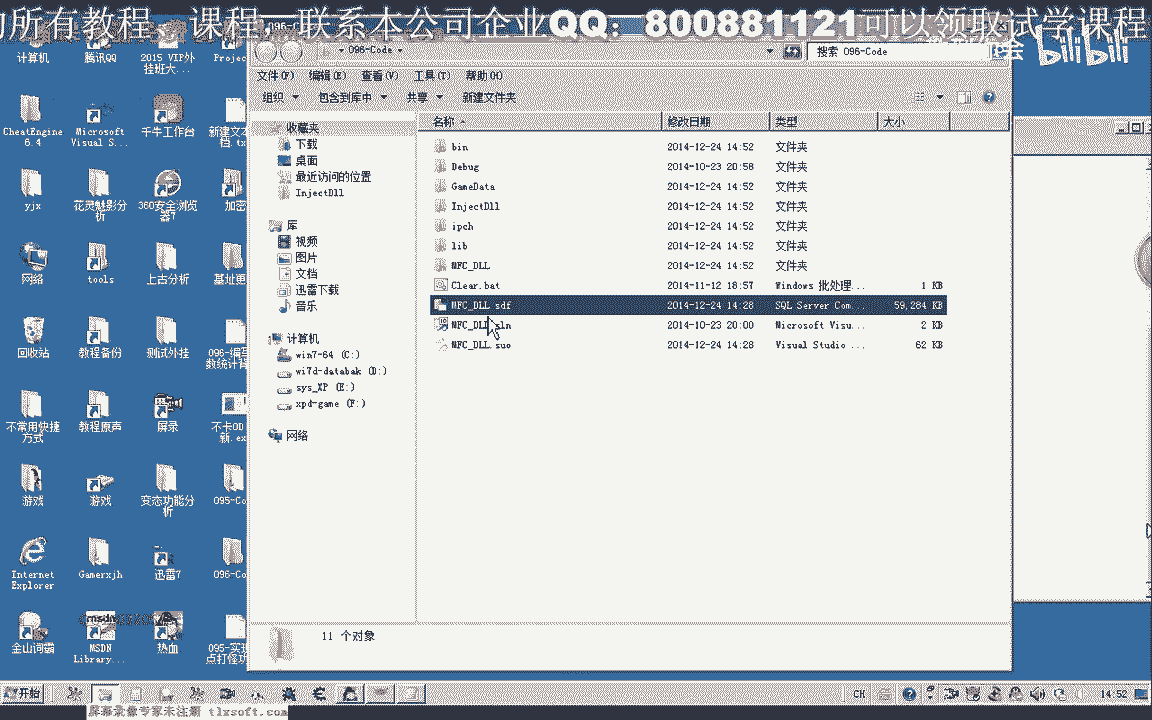 所有教程 课程,联系本公司企业QQ:800881121可以领取试学课程
bilibili
096-Code
搜索 096-Code
文件(F) 编辑(E) 查看(V) 工具(T) 帮助(H)
组织 包含到库中 共享 新建文件夹
收藏夹
下载
桌面
最近访问的位置
InjectDll
库
视频
图片
文档
迅雷下载
音乐
计算机
win7-64 (C:)
wi7d-databak (D:)
sys_XP (E:)
xpd-game (F:)
网络
名称 修改日期 类型 大小
bin 2014-12-24 14:52 文件夹
Debug 2014-10-23 20:58 文件夹
GameData 2014-12-24 14:52 文件夹
InjectDll 2014-12-24 14:52 文件夹
ipch 2014-12-24 14:52 文件夹
lib 2014-12-24 14:52 文件夹
MFC_DLL 2014-12-24 14:52 文件夹
Clear.bat 2014-11-12 18:57 Windows 批处理... 1 KB
MFC_DLL.sdf 2014-12-24 14:28 SQL Server Com... 59,284 KB
MFC_DLL.sln 2014-10-23 20:00 Microsoft Visu... 2 KB
MFC_DLL.suo 2014-12-24 14:28 Visual Studio ... 62 KB
11 个对象
计算机 腾讯QQ 2015 VIP外 Projec
挂班大...
CheatEngine Microsoft 千牛工作台 新建文本
6.4 Visual S... 档.tx
yjx 花灵魅影分 360安全浏览 加密
析 器7
网络 tools 上古分析 基址更
回收站 教程备份 测试外挂 096-编写
数统计背
不常用快捷 教程原声 屏录 不卡OD
方式 新.ex
游戏 游戏 变态功能分 095-Co
析
Internet Gamerxjh 迅雷7 096-Co
Explorer
金山词霸 MSDN 热血 095-实现
Library... 点打怪功
开始 CH 14:52
屏幕录像专家未注册 tlxsoft.com